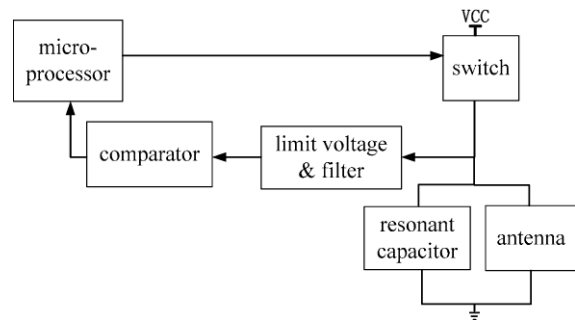 VCC
micro-
processor
switch
comparator
limit voltage
& filter
resonant
capacitor
antenna